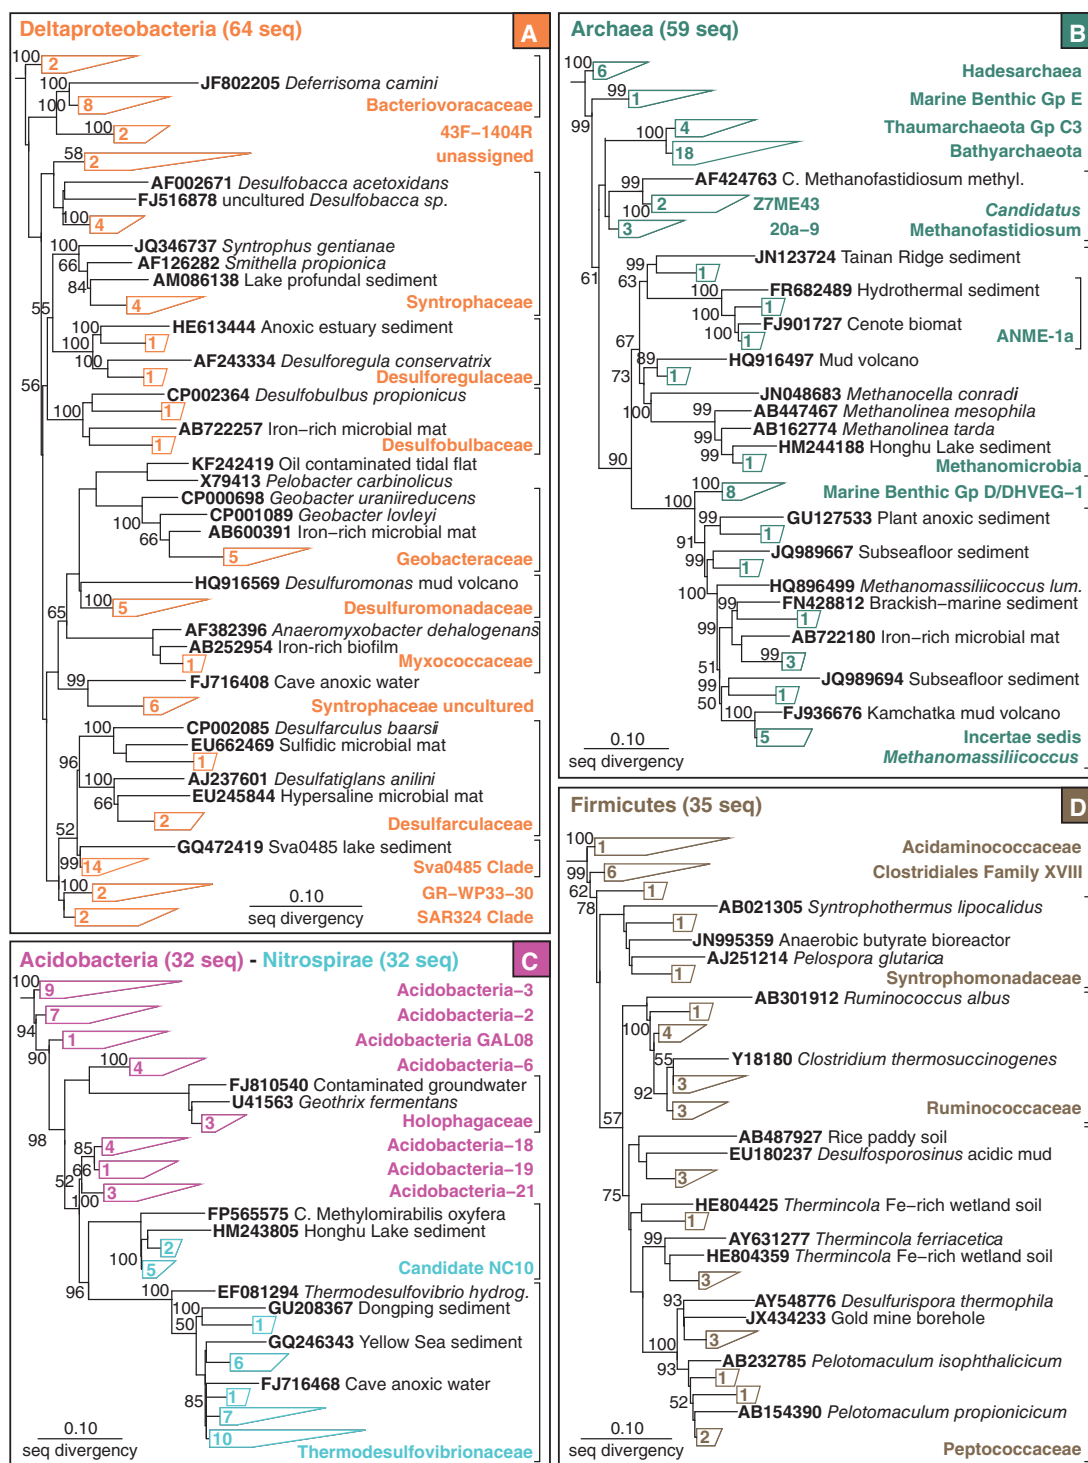 Deltaproteobacteria (64 seq)
A
100
2
100
JF802205 Deferrisoma camini
100
8
Bacteriovoracaceae
100
2
43F-1404R
58
2
unassigned
AF002671 Desulfobacca acetoxidans
FJ516878 uncultured Desulfobacca sp.
100
4
100
JQ346737 Syntrophus gentianae
66
AF126282 Smithella propionica
84
AM086138 Lake profundal sediment
4
Syntrophaceae
55
100
HE613444 Anoxic estuary sediment
1
100
AF243334 Desulforegula conservatrix
1
Desulforegulaceae
56
CP002364 Desulfobulbus propionicus
100
1
AB722257 Iron-rich microbial mat
1
Desulfobulbaceae
KF242419 Oil contaminated tidal flat
X79413 Pelobacter carbinolicus
CP000698 Geobacter uraniireducens
100
CP001089 Geobacter lovleyi
66
AB600391 Iron-rich microbial mat
5
Geobacteraceae
HQ916569 Desulfuromonas mud volcano
100
5
Desulfuromonadaceae
65
AF382396 Anaeromyxobacter dehalogenans
AB252954 Iron-rich biofilm
1
Myxococcaceae
99
FJ716408 Cave anoxic water
6
Syntrophaceae uncultured
100
CP002085 Desulfarculus baarsii
EU662469 Sulfidic microbial mat
96
1
100
AJ237601 Desulfatiglans anilini
66
EU245844 Hypersaline microbial mat
2
Desulfarculaceae
52
GQ472419 Sva0485 lake sediment
99
14
Sva0485 Clade
100
2
GR-WP33-30
2
SAR324 Clade
0.10
seq divergency
Archaea (59 seq)
B
100
6
Hadesarchaea
99
1
Marine Benthic Gp E
99
100
4
Thaumarchaeota Gp C3
18
Bathyarchaeota
99
AF424763 C. Methanofastidiosum methyl.
2
Z7ME43
100
3
20a-9
Candidatus
Methanofastidiosum
61
99
JN123724 Tainan Ridge sediment
63
1
100
FR682489 Hydrothermal sediment
100
1
FJ901727 Cenote biomat
100
1
ANME-1a
67
89
HQ916497 Mud volcano
73
1
JN048683 Methanocella conradi
100
99
AB447467 Methanolinea mesophila
99
AB162774 Methanolinea tarda
99
HM244188 Honghu Lake sediment
1
Methanomicrobia
90
100
8
Marine Benthic Gp D/DHVEG-1
100
99
GU127533 Plant anoxic sediment
91
1
99
JQ989667 Subseafloor sediment
1
100
HQ896499 Methanomassiliicoccus lum.
99
FN428812 Brackish-marine sediment
1
99
AB722180 Iron-rich microbial mat
99
3
51
99
JQ989694 Subseafloor sediment
50
1
100
FJ936676 Kamchatka mud volcano
5
Incertae sedis
Methanomassiliicoccus
0.10
seq divergency
Acidobacteria (32 seq) - Nitrospirae (32 seq)
C
100
9
Acidobacteria-3
7
Acidobacteria-2
94
1
Acidobacteria GAL08
90
100
4
Acidobacteria-6
FJ810540 Contaminated groundwater
U41563 Geothrix fermentans
3
Holophagaceae
98
85
4
Acidobacteria-18
66
1
Acidobacteria-19
52
100
3
Acidobacteria-21
FP565575 C. Methylomirabilis oxyfera
HM243805 Honghu Lake sediment
100
2
5
Candidate NC10
96
100
EF081294 Thermodesulfovibrio hydrog.
100
GU208367 Dongping sediment
50
1
GQ246343 Yellow Sea sediment
6
FJ716468 Cave anoxic water
85
1
7
10
Thermodesulfovibrionaceae
0.10
seq divergency
Firmicutes (35 seq)
D
100
1
Acidaminococcaceae
99
6
Clostridiales Family XVIII
62
1
78
AB021305 Syntrophothermus lipocalidus
1
JN995359 Anaerobic butyrate bioreactor
AJ251214 Pelospora glutarica
1
Syntrophomonadaceae
AB301912 Ruminococcus albus
1
100
4
55
Y18180 Clostridium thermosuccinogenes
3
92
3
Ruminococcaceae
57
AB487927 Rice paddy soil
EU180237 Desulfosporosinus acidic mud
3
75
HE804425 Thermincola Fe-rich wetland soil
1
99
AY631277 Thermincola ferriacetica
HE804359 Thermincola Fe-rich wetland soil
3
93
AY548776 Desulfurispora thermophila
JX434233 Gold mine borehole
100
3
93
AB232785 Pelotomaculum isophthalicicum
1
52
1
AB154390 Pelotomaculum propionicicum
2
Peptococcaceae
0.10
seq divergency